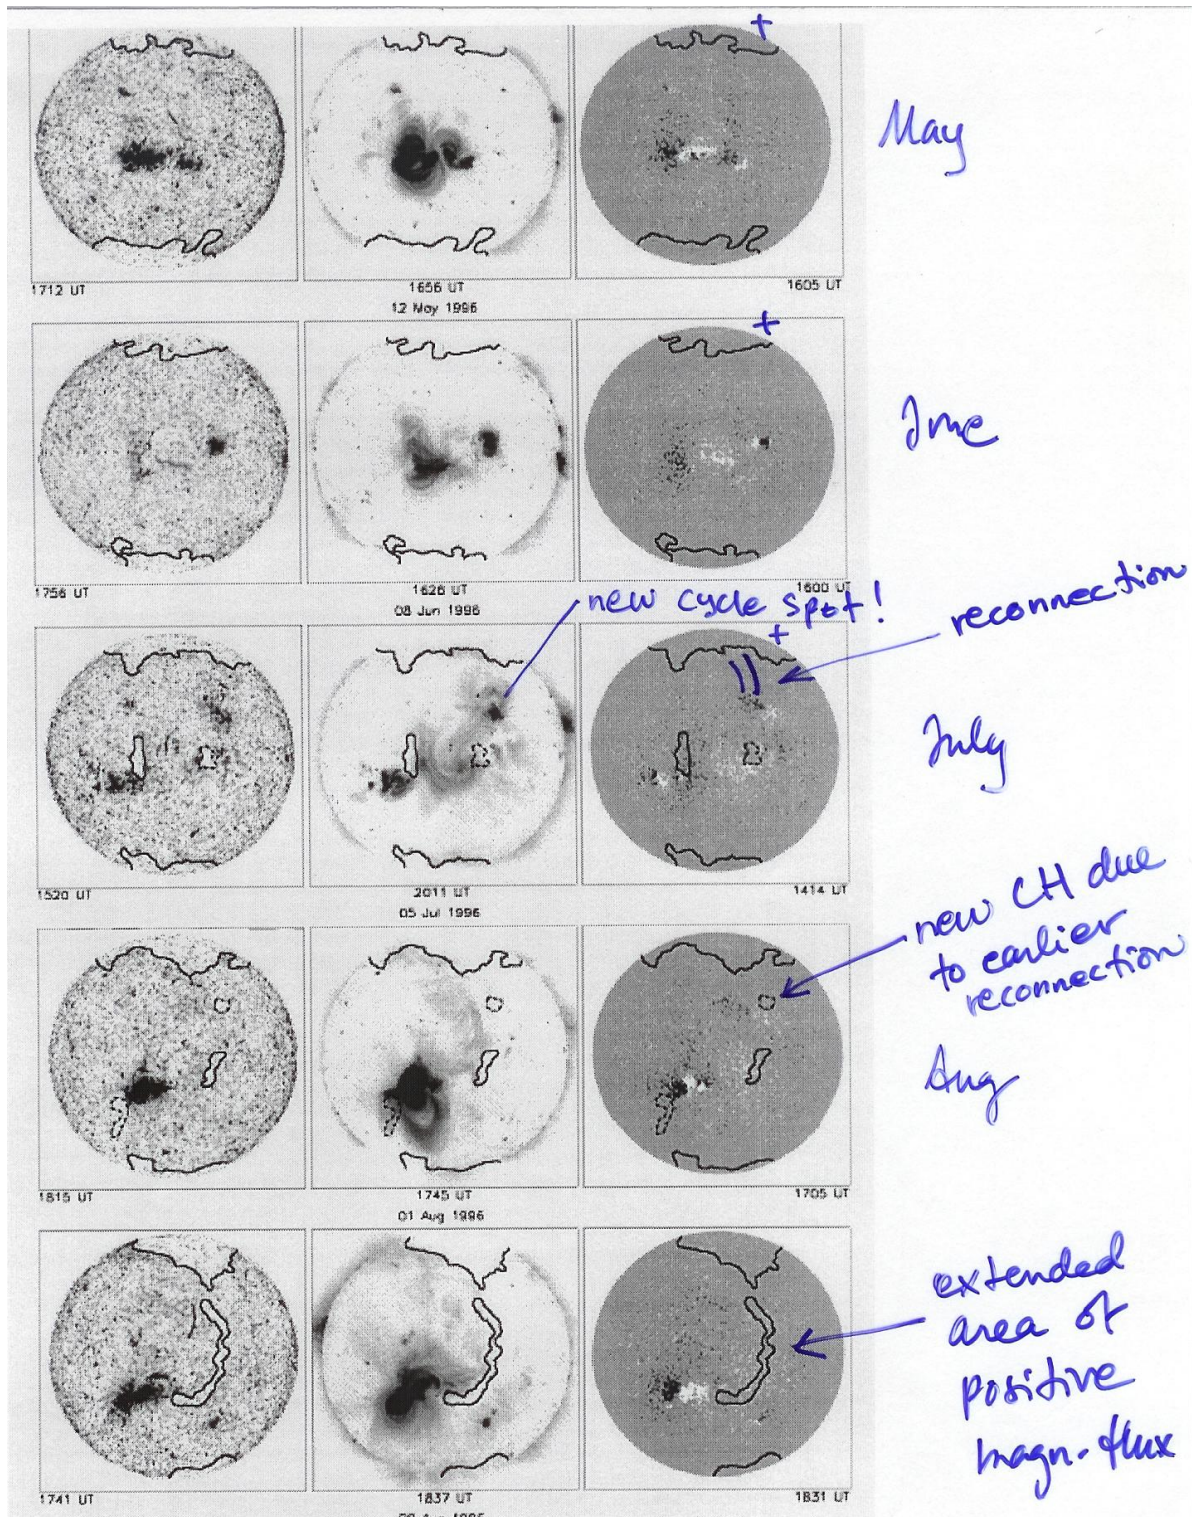 +
May
1712 UT
1656 UT
1605 UT
12 May 1996
+
June
1756 UT
1626 UT
1600 UT
08 Jun 1996
new cycle spot!
+
reconnection
July
1520 UT
2011 UT
1414 UT
05 Jul 1996
new CH due
to earlier
reconnection
Aug
1815 UT
1745 UT
1705 UT
01 Aug 1996
extended
area of
positive
magn. flux
1741 UT
1837 UT
1831 UT